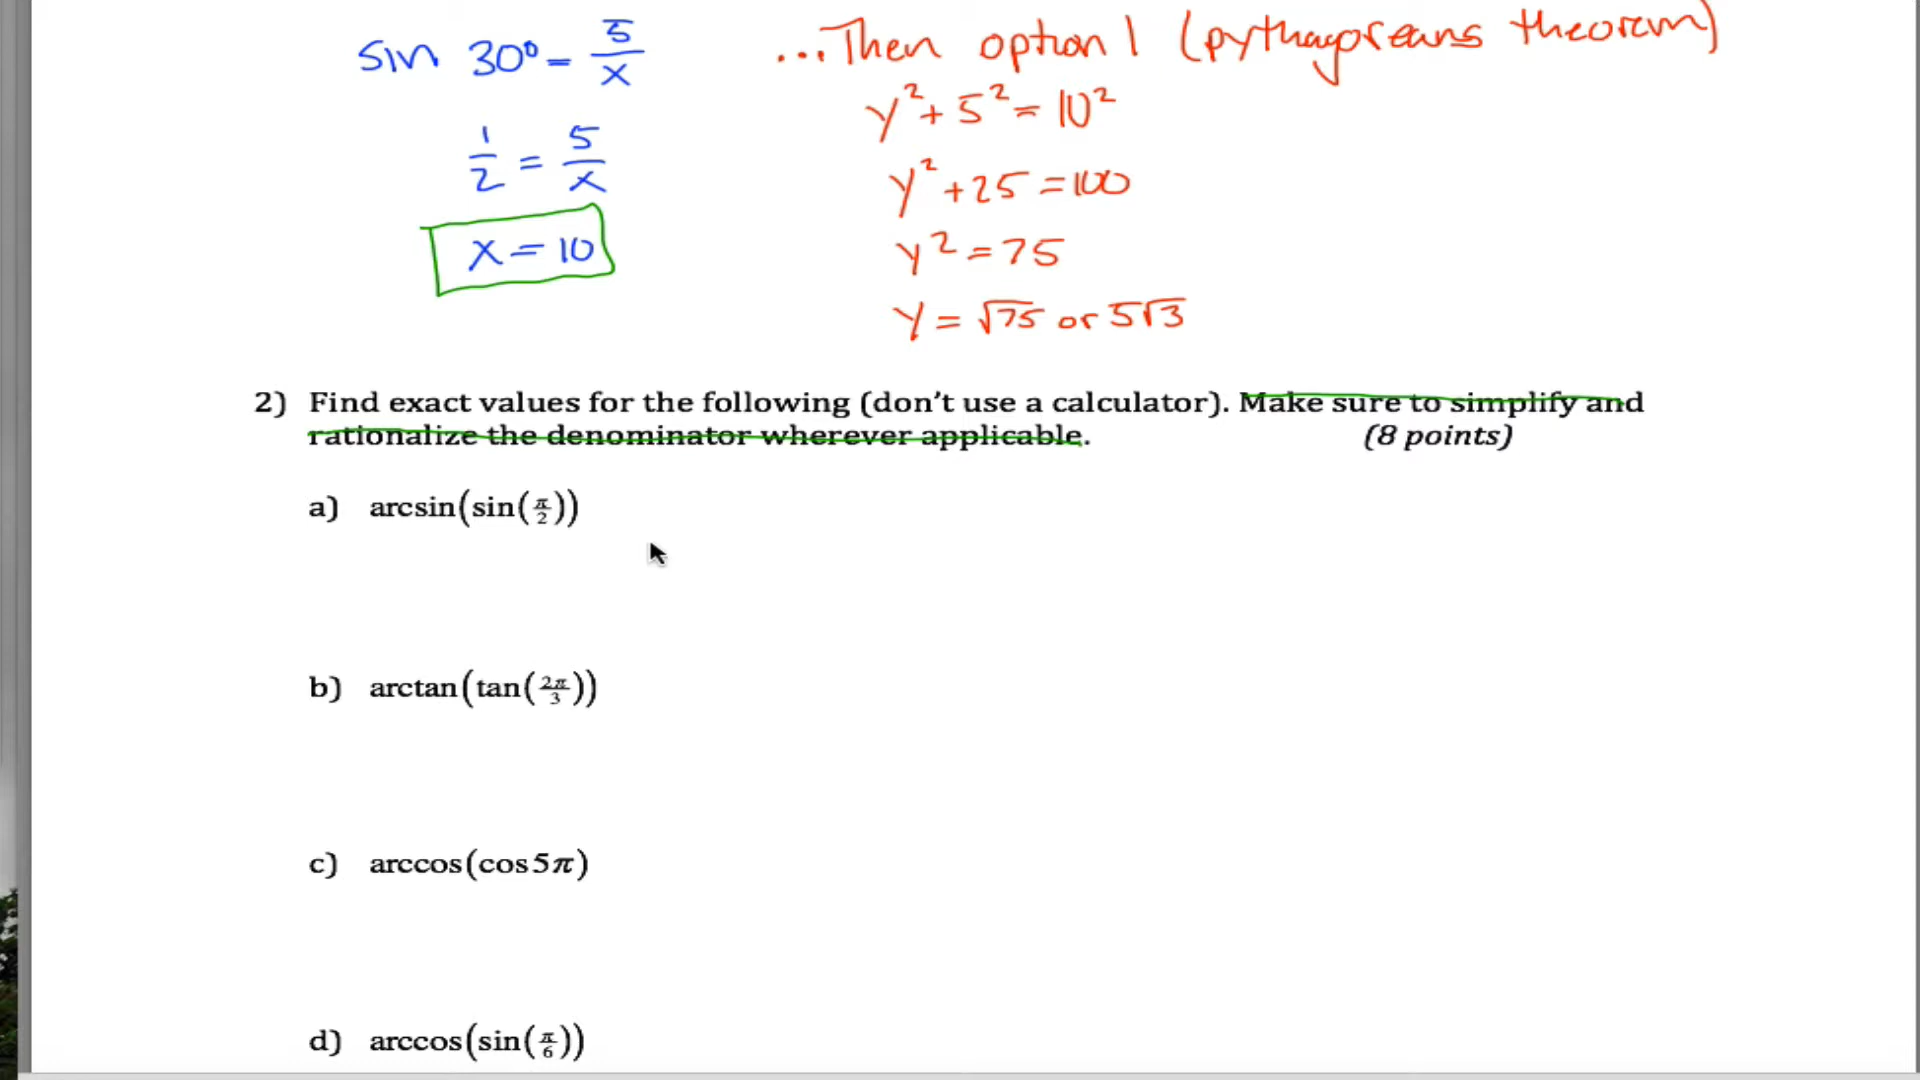 sin 30° = 5/x
1/2 = 5/x
x = 10
...Then option 1 (pythagoreans theorem)
y² + 5² = 10²
y² + 25 = 100
y² = 75
y = √75 or 5√3
2) Find exact values for the following (don't use a calculator). Make sure to simplify and
rationalize the denominator wherever applicable. (8 points)
a) arcsin(sin(π/2))
b) arctan(tan(2π/3))
c) arccos(cos5π)
d) arccos(sin(π/6))